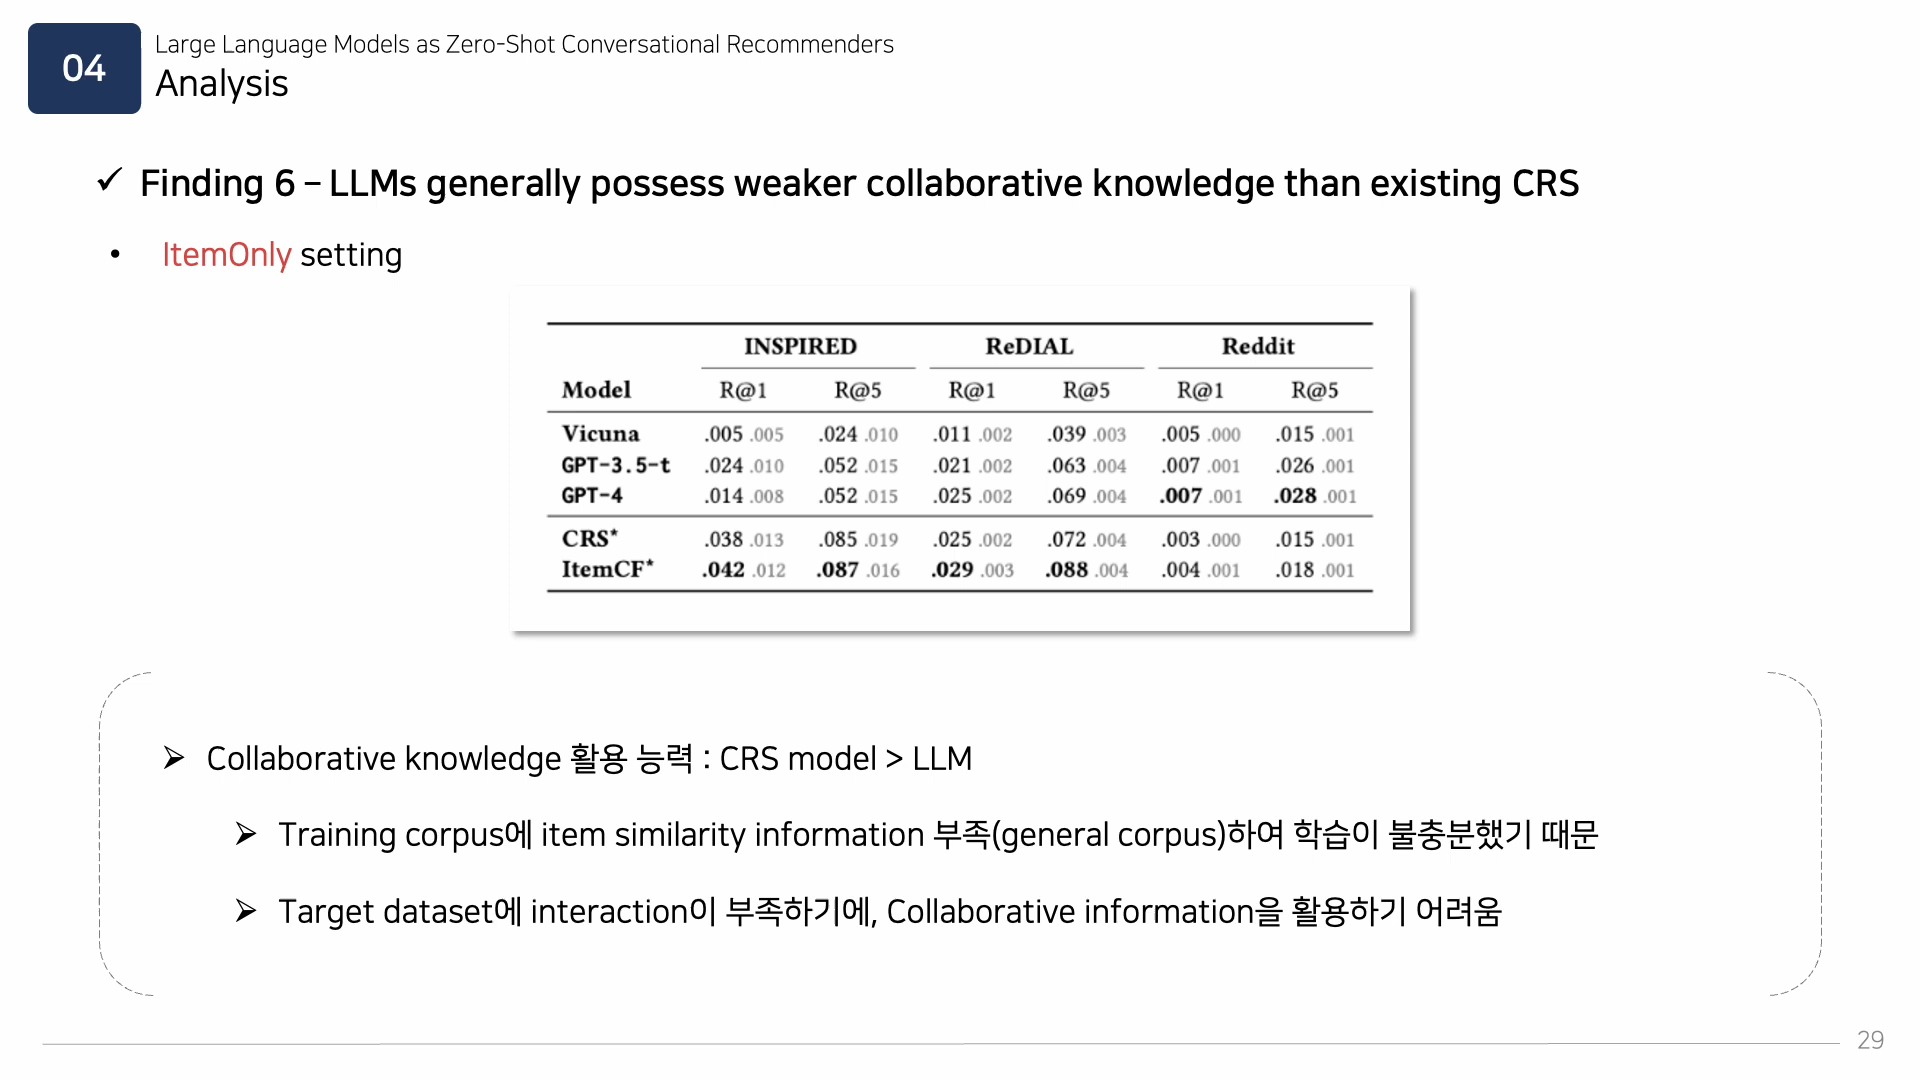 04
Large Language Models as Zero-Shot Conversational Recommenders
Analysis
✓ Finding 6 – LLMs generally possess weaker collaborative knowledge than existing CRS
• ItemOnly setting
INSPIRED ReDIAL Reddit
Model R@1 R@5 R@1 R@5 R@1 R@5
Vicuna .005 .005 .024 .010 .011 .002 .039 .003 .005 .000 .015 .001
GPT-3.5-t .024 .010 .052 .015 .021 .002 .063 .004 .007 .001 .026 .001
GPT-4 .014 .008 .052 .015 .025 .002 .069 .004 .007 .001 .028 .001
CRS* .038 .013 .085 .019 .025 .002 .072 .004 .003 .000 .015 .001
ItemCF* .042 .012 .087 .016 .029 .003 .088 .004 .004 .001 .018 .001
➢ Collaborative knowledge 활용 능력 : CRS model > LLM
➢ Training corpus에 item similarity information 부족(general corpus)하여 학습이 불충분했기 때문
➢ Target dataset에 interaction이 부족하기에, Collaborative information을 활용하기 어려움
29